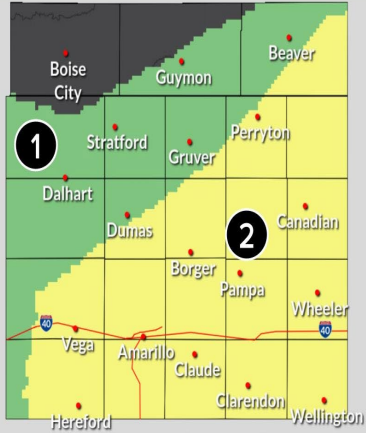 Boise
City
Guymon
Beaver
1
Stratford
Gruver
Perryton
Dalhart
Dumas
2
Canadian
Borger
Pampa
Wheeler
40
40
Vega
Amarillo
Claude
Clarendon
Hereford
Wellington